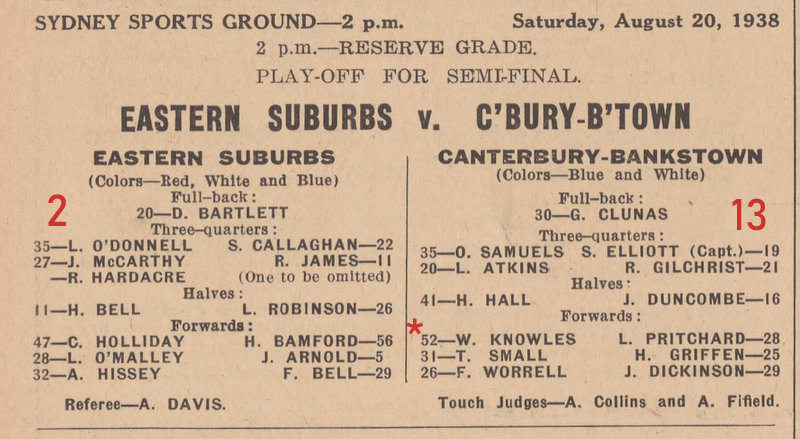 SYDNEY SPORTS GROUND—2 p.m. Saturday, August 20, 1938
2 p.m.—RESERVE GRADE.
PLAY-OFF FOR SEMI-FINAL.
EASTERN SUBURBS v. C'BURY-B'TOWN
EASTERN SUBURBS
(Colors—Red, White and Blue)
2
Full-back:
20—D. BARTLETT
Three-quarters:
35—L. O'DONNELL S. CALLAGHAN—22
27—J. McCARTHY R. JAMES—11
—R. HARDACRE (One to be omitted)
Halves:
11—H. BELL L. ROBINSON—26
Forwards:
47—C. HOLLIDAY H. BAMFORD—56
28—L. O'MALLEY J. ARNOLD—5
32—A. HISSEY F. BELL—29
CANTERBURY-BANKSTOWN
(Colors—Blue and White)
Full-back:
30—G. CLUNAS
13
Three-quarters:
35—O. SAMUELS S. ELLIOTT (Capt.)—19
20—L. ATKINS R. GILCHRIST—21
Halves:
41—H. HALL J. DUNCOMBE—16
Forwards:
*
52—W. KNOWLES L. PRITCHARD—28
31—T. SMALL H. GRIFFEN—25
26—F. WORRELL J. DICKINSON—29
Referee—A. DAVIS. Touch Judges—A. Collins and A. Fifield.